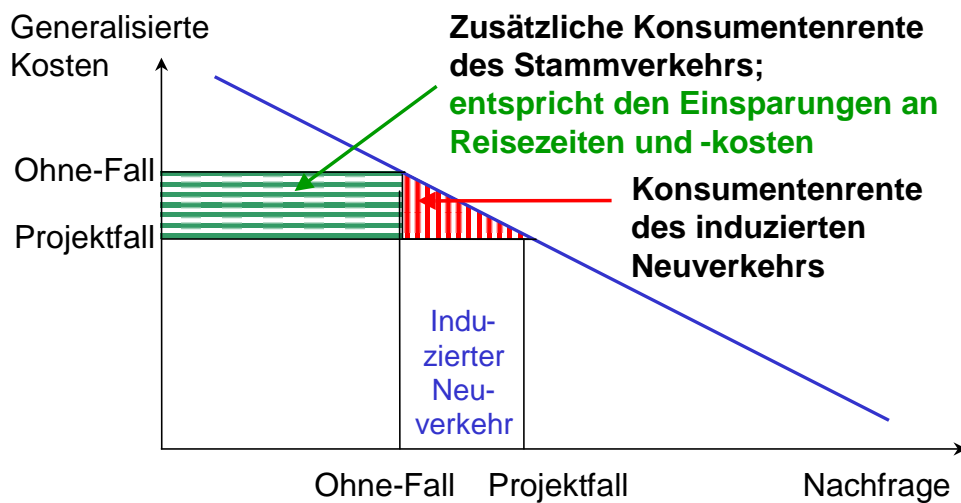 Generalisierte
Kosten
Zusätzliche Konsumentenrente
des Stammverkehrs;
entspricht den Einsparungen an
Reisezeiten und -kosten
Ohne-Fall
Projektfall
Konsumentenrente
des induzierten
Neuverkehrs
Indu-
zierter
Neu-
verkehr
Ohne-Fall
Projektfall
Nachfrage